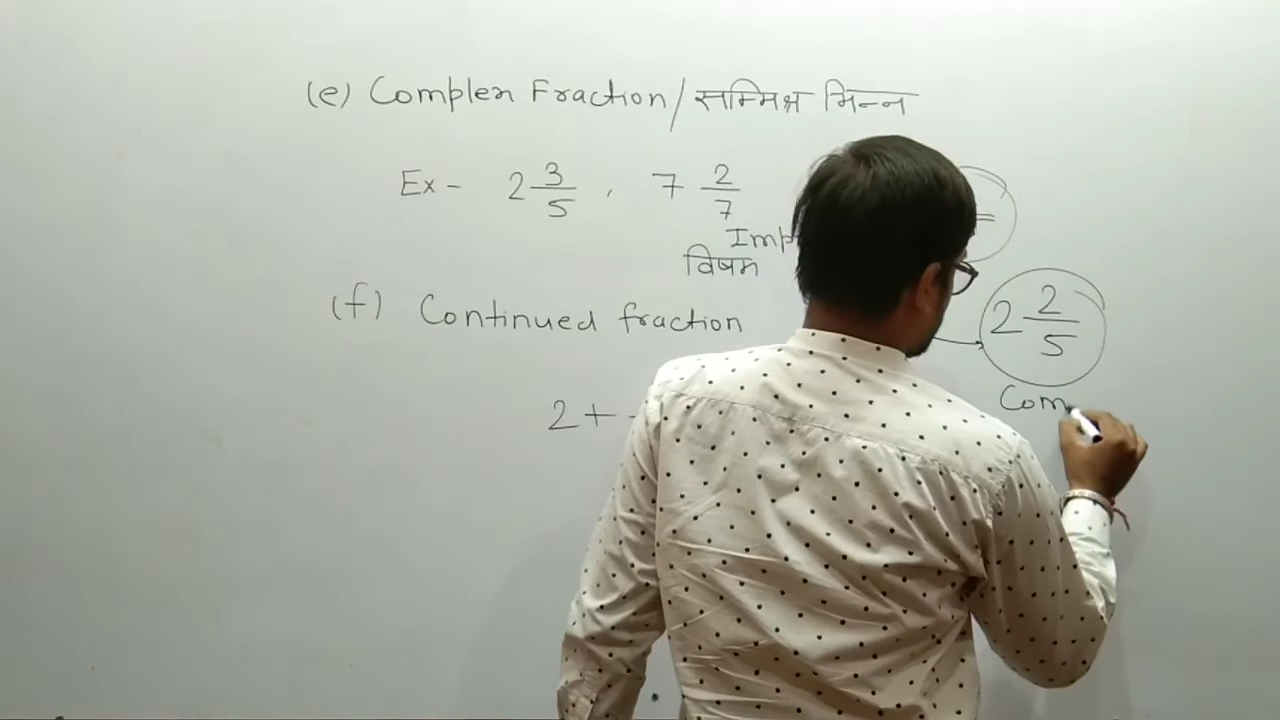 (e) Complex Fraction / सम्मिश्र भिन्न
Ex - 2 3/5 , 7 2/7
Imp
विषम
(f) Continued fraction
2 2/5
Com
2 +